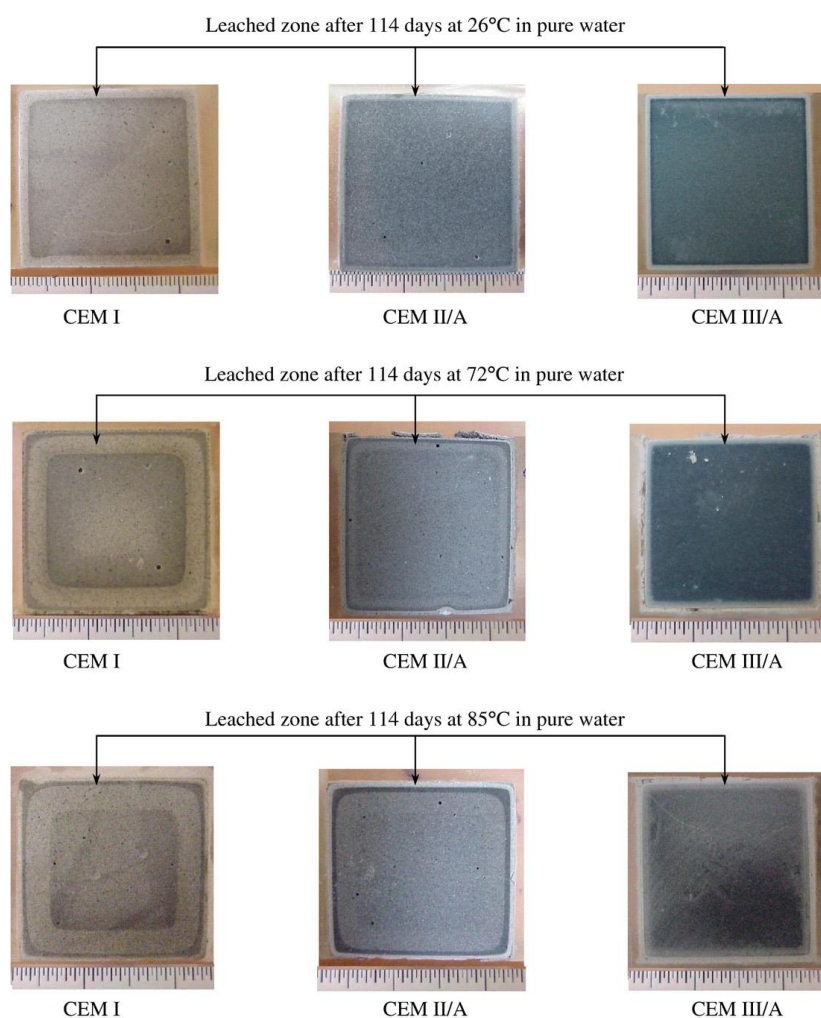 Leached zone after 114 days at 26°C in pure water
CEM I
CEM II/A
CEM III/A
Leached zone after 114 days at 72°C in pure water
CEM I
CEM II/A
CEM III/A
Leached zone after 114 days at 85°C in pure water
CEM I
CEM II/A
CEM III/A